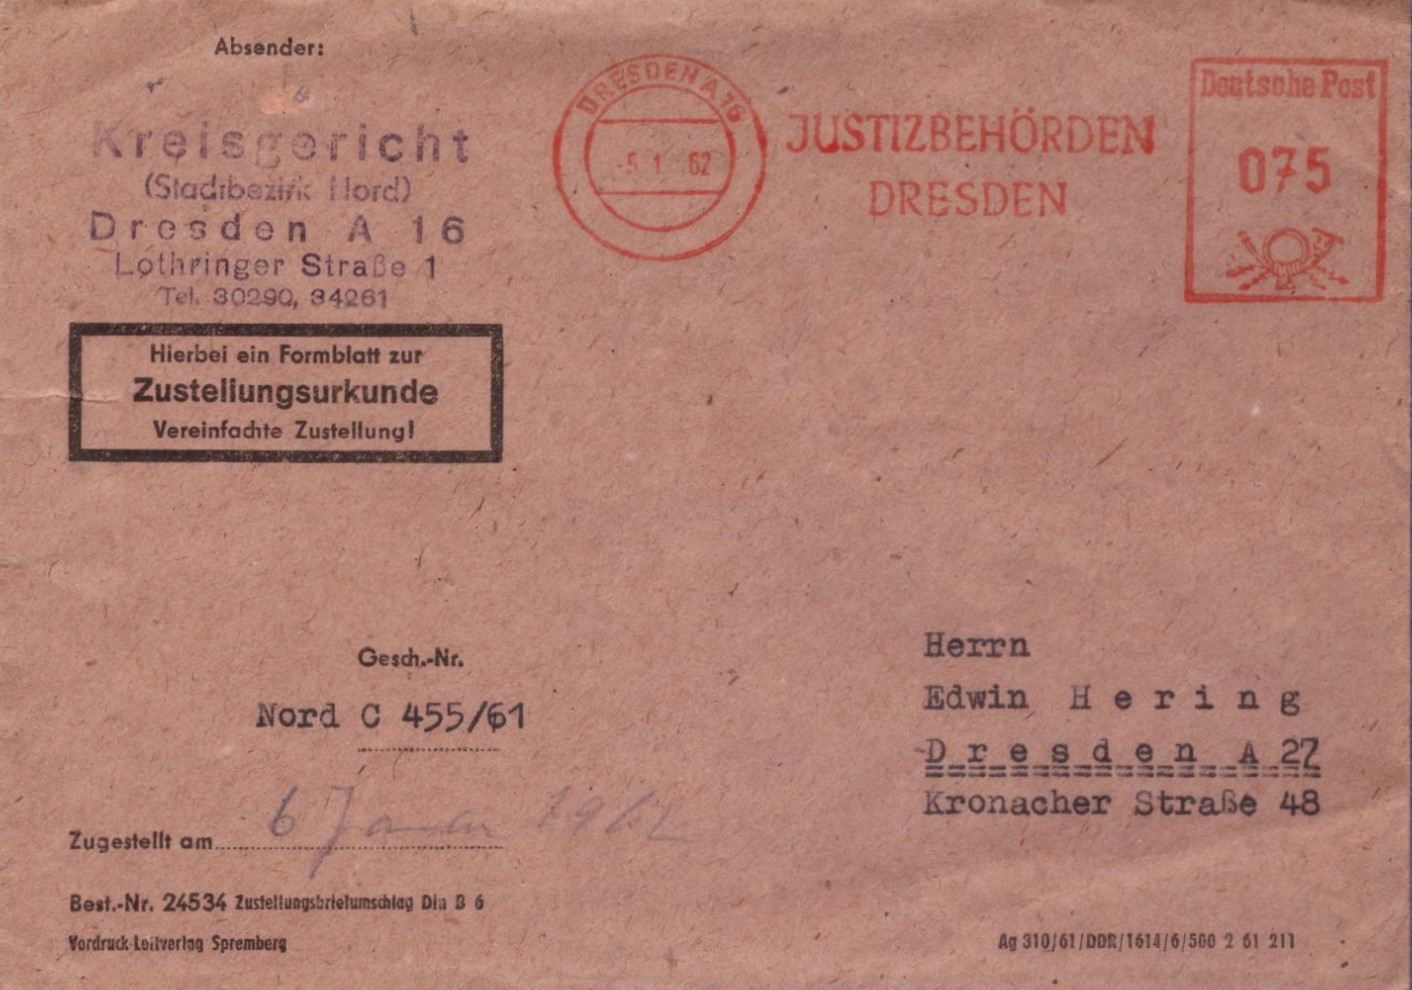 Absender:
Kreisgericht
(Stadtbezirk Nord)
Dresden A 16
Lothringer Straße 1
Tel. 30290, 34261
DRESDEN A 16
-5.1 62
JUSTIZBEHÖRDEN
DRESDEN
Deutsche Post
075
Hierbei ein Formblatt zur
Zustellungsurkunde
Vereinfachte Zustellung!
Gesch.-Nr.
Nord C 455/61
Herrn
Edwin Hering
Dresden A 27
Kronacher Straße 48
Zugestellt am 6 Januar 1962
Best.-Nr. 24534 Zustellungsbriefumschlag Din B 6
Vordruck-Leitverlag Spremberg
Ag 310/61/DDR/1614/6/500 2 61 211